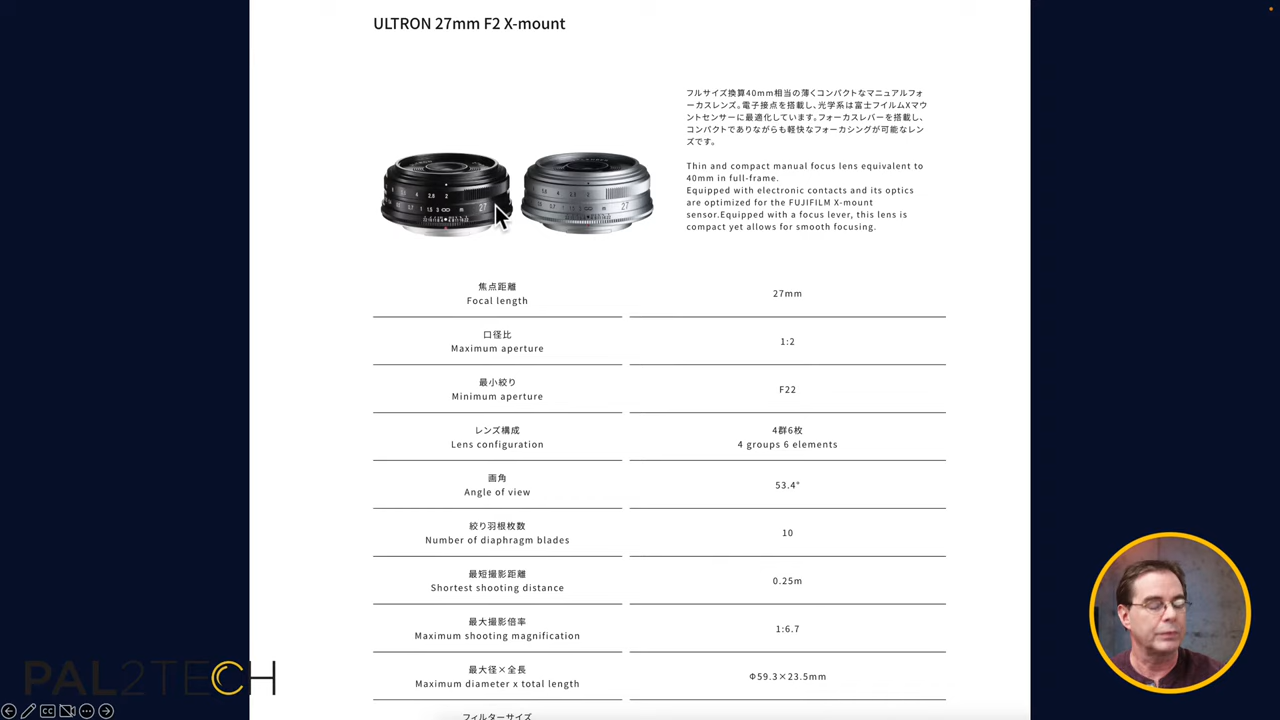 ULTRON 27mm F2 X-mount
フルサイズ換算40mm相当の薄くコンパクトなマニュアルフォ
ーカスレンズ。電子接点を搭載し、光学系は富士フイルムXマウ
ントセンサーに最適化しています。フォーカスレバーを搭載し、
コンパクトでありながらも軽快なフォーカシングが可能なレン
ズです。
Thin and compact manual focus lens equivalent to
40mm in full-frame.
Equipped with electronic contacts and its optics
are optimized for the FUJIFILM X-mount
sensor.Equipped with a focus lever, this lens is
compact yet allows for smooth focusing.
焦点距離
Focal length
27mm
口径比
Maximum aperture
1:2
最小絞り
Minimum aperture
F22
レンズ構成
Lens configuration
4群6枚
4 groups 6 elements
画角
Angle of view
53.4°
絞り羽根枚数
Number of diaphragm blades
10
最短撮影距離
Shortest shooting distance
0.25m
最大撮影倍率
Maximum shooting magnification
1:6.7
最大径×全長
Maximum diameter x total length
Φ59.3×23.5mm
フィルターサイズ
PAL2TECH